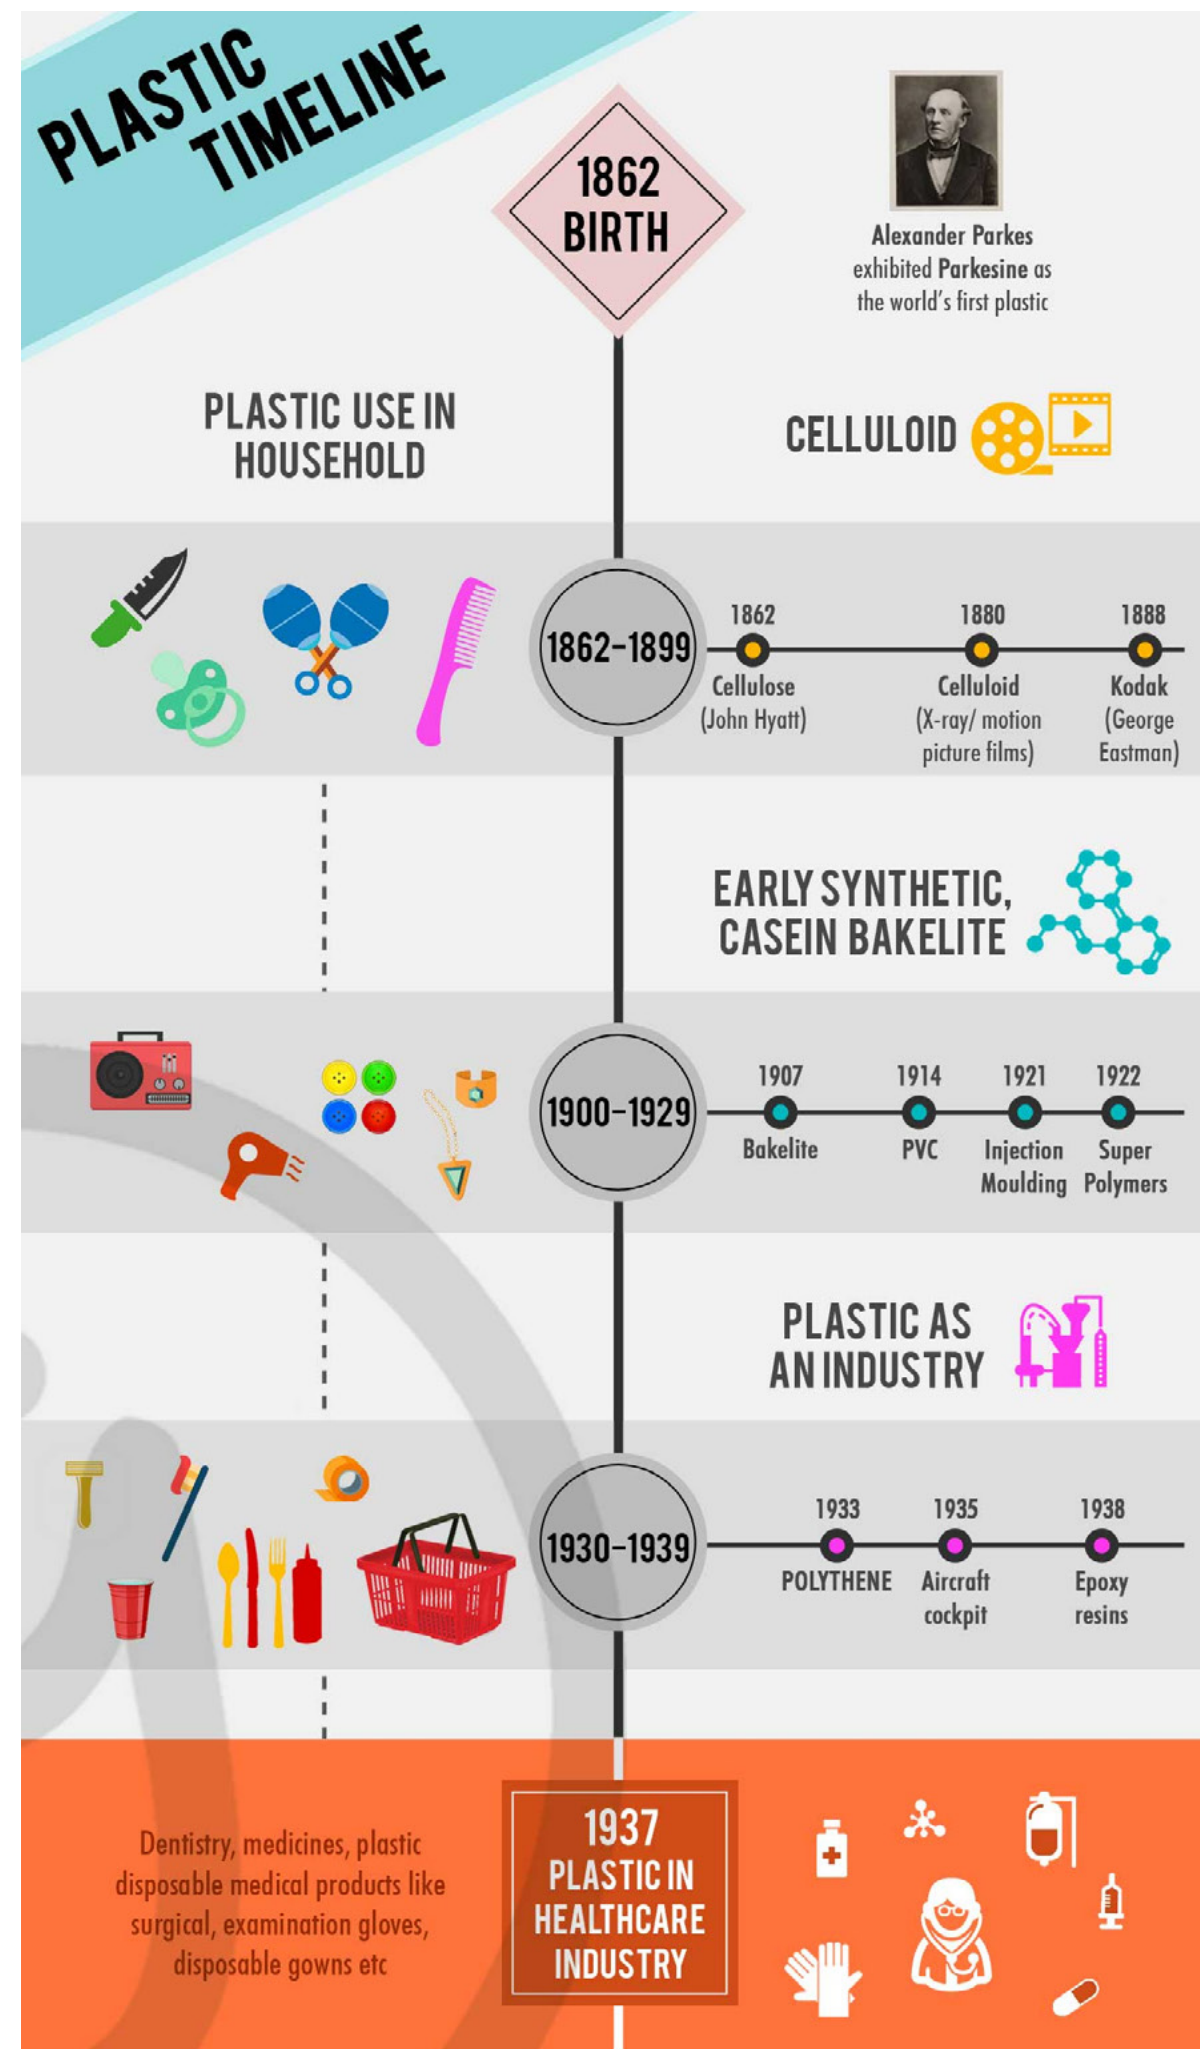 PLASTIC
TIMELINE
1862
BIRTH
Alexander Parkes
exhibited Parkesine as
the world's first plastic
PLASTIC USE IN
HOUSEHOLD
CELLULOID
1862-1899
1862
Cellulose
(John Hyatt)
1880
Celluloid
(X-ray/ motion
picture films)
1888
Kodak
(George
Eastman)
EARLY SYNTHETIC,
CASEIN BAKELITE
1900-1929
1907
Bakelite
1914
PVC
1921
Injection
Moulding
1922
Super
Polymers
PLASTIC AS
AN INDUSTRY
1930-1939
1933
POLYTHENE
1935
Aircraft
cockpit
1938
Epoxy
resins
Dentistry, medicines, plastic
disposable medical products like
surgical, examination gloves,
disposable gowns etc
1937
PLASTIC IN
HEALTHCARE
INDUSTRY